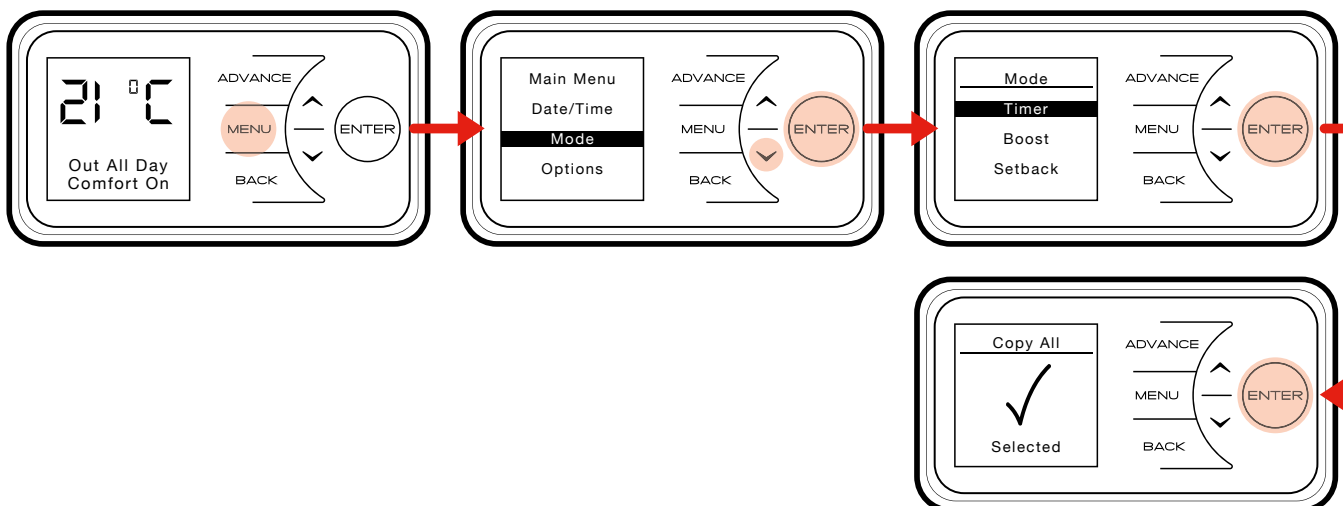 21 °C
Out All Day
Comfort On
ADVANCE
MENU
BACK
ENTER
Main Menu
Date/Time
Mode
Options
ADVANCE
MENU
BACK
ENTER
Mode
Timer
Boost
Setback
ADVANCE
MENU
BACK
ENTER
Copy All
Selected
ADVANCE
MENU
BACK
ENTER